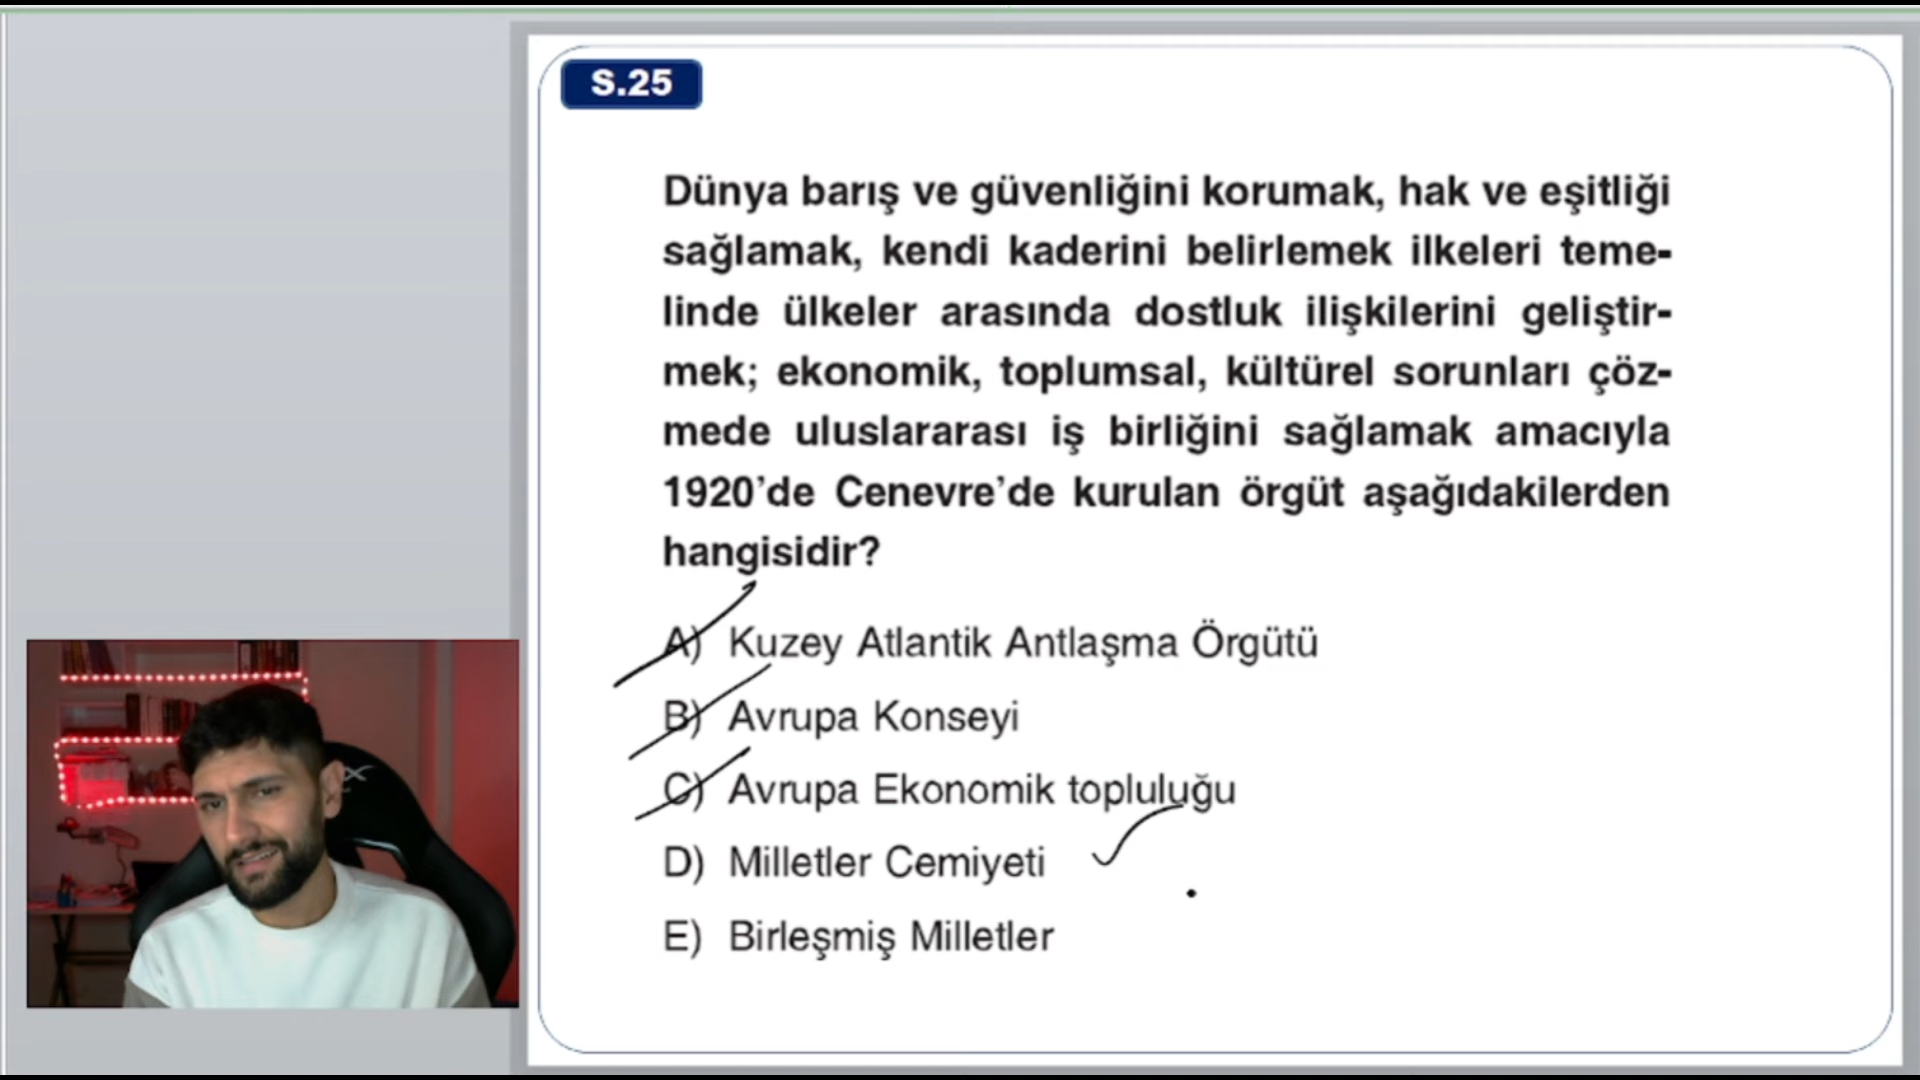 S.25
Dünya barış ve güvenliğini korumak, hak ve eşitliği
sağlamak, kendi kaderini belirlemek ilkeleri teme-
linde ülkeler arasında dostluk ilişkilerini geliştir-
mek; ekonomik, toplumsal, kültürel sorunları çöz-
mede uluslararası iş birliğini sağlamak amacıyla
1920’de Cenevre’de kurulan örgüt aşağıdakilerden
hangisidir?
A) Kuzey Atlantik Antlaşma Örgütü
B) Avrupa Konseyi
C) Avrupa Ekonomik topluluğu
D) Milletler Cemiyeti
E) Birleşmiş Milletler